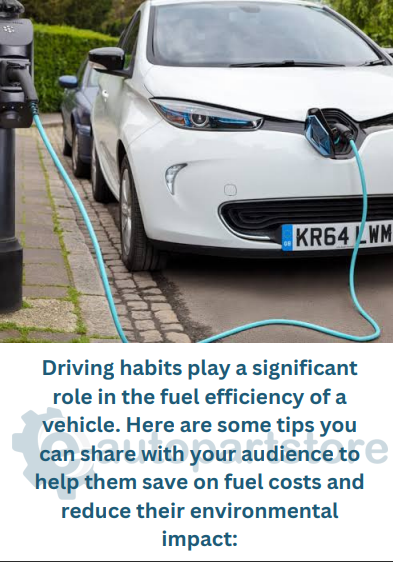 KR64 LWM
GB
Driving habits play a significant
role in the fuel efficiency of a
vehicle. Here are some tips you
can share with your audience to
help them save on fuel costs and
reduce their environmental
impact:
autopartstore